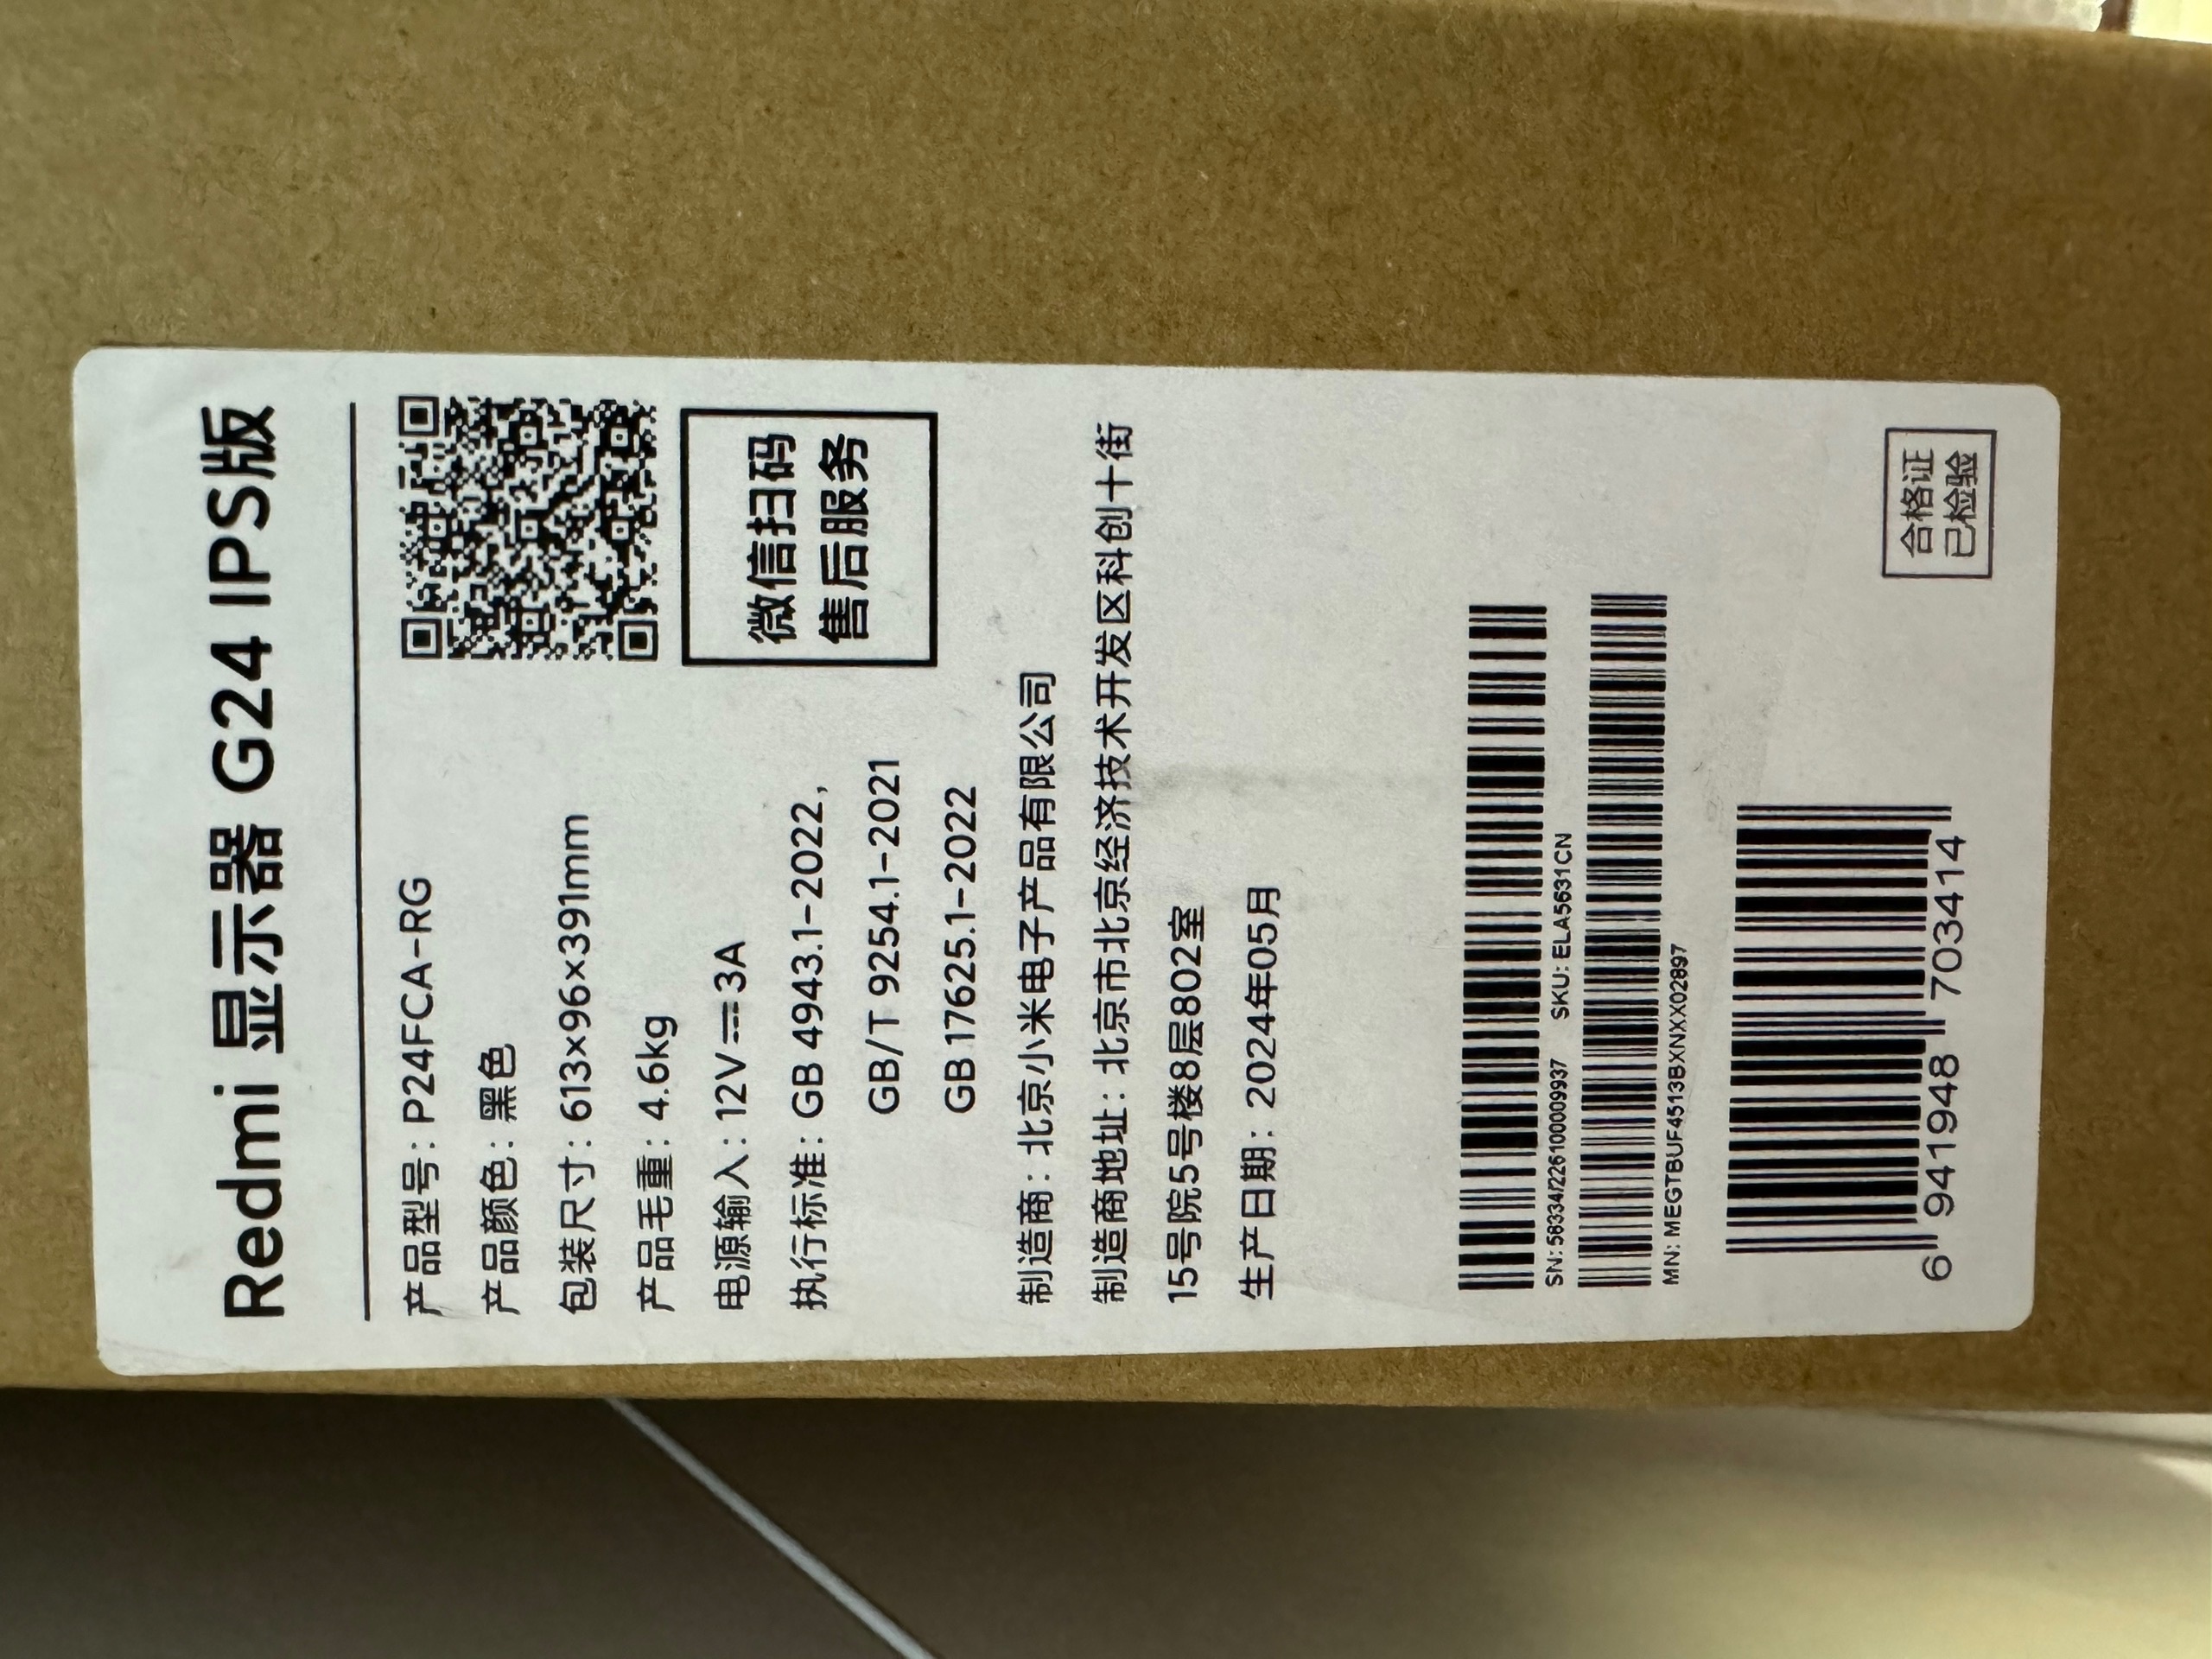 Redmi 显示器 G24 IPS版
产品型号: P24FCA-RG
产品颜色: 黑色
包装尺寸: 613×96×391mm
产品毛重: 4.6kg
电源输入: 12V⎓3A
执行标准: GB 4943.1-2022,
GB/T 9254.1-2021
GB 17625.1-2022
微信扫码
售后服务
制造商: 北京小米电子产品有限公司
制造商地址: 北京市北京经济技术开发区科创十街
15号院5号楼8层802室
生产日期: 2024年05月
SN:58334/Z26100009937 SKU: ELA5631CN
MN: MEGTBUF4513BXNXX02897
6 941948 703414
合格证
已检验